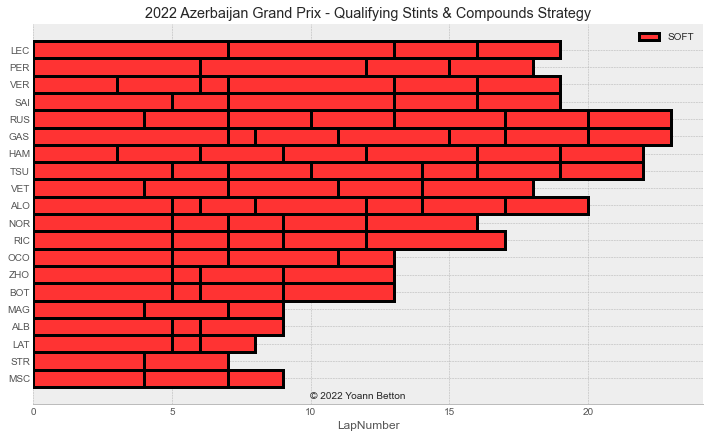 2022 Azerbaijan Grand Prix - Qualifying Stints & Compounds Strategy
SOFT
LEC
PER
VER
SAI
RUS
GAS
HAM
TSU
VET
ALO
NOR
RIC
OCO
ZHO
BOT
MAG
ALB
LAT
STR
MSC
© 2022 Yoann Betton
0 5 10 15 20
LapNumber